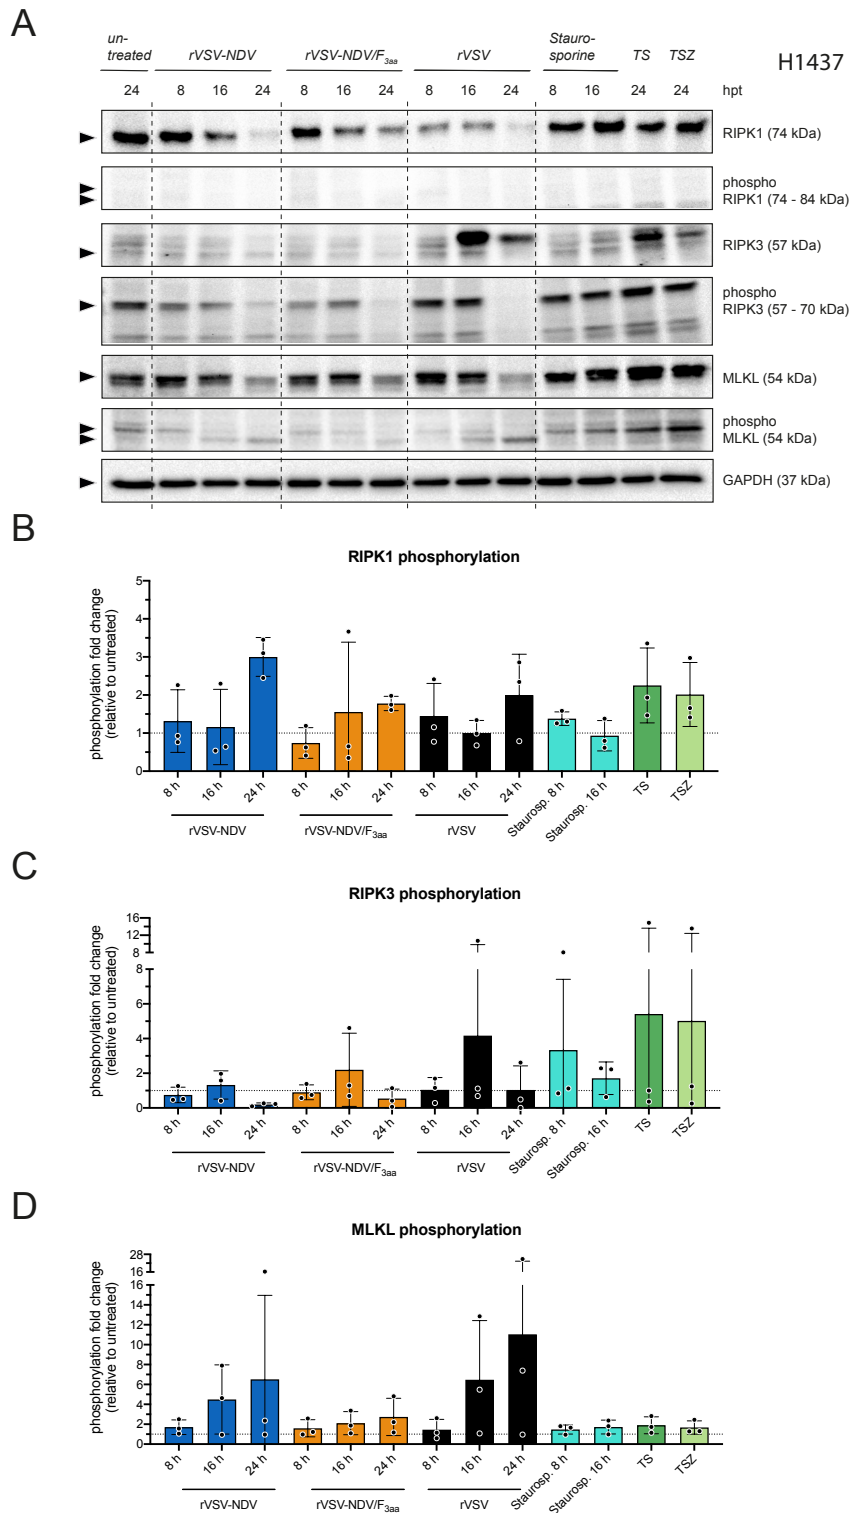 A
un-
treated rVSV-NDV rVSV-NDV/F3aa rVSV Stauro-
sporine TS TSZ
H1437
24 8 16 24 8 16 24 8 16 24 8 16 24 24 hpt
RIPK1 (74 kDa)
phospho
RIPK1 (74 - 84 kDa)
RIPK3 (57 kDa)
phospho
RIPK3 (57 - 70 kDa)
MLKL (54 kDa)
phospho
MLKL (54 kDa)
GAPDH (37 kDa)
B
RIPK1 phosphorylation
phosphorylation fold change
(relative to untreated)
5
4
3
2
1
0
8 h 16 h 24 h 8 h 16 h 24 h 8 h 16 h 24 h Staurosp. 8h Staurosp. 16 h TS TSZ
rVSV-NDV rVSV-NDV/F3aa rVSV
C
RIPK3 phosphorylation
phosphorylation fold change
(relative to untreated)
16
8
8
6
4
2
0
8 h 16 h 24 h 8 h 16 h 24 h 8 h 16 h 24 h Staurosp. 8h Staurosp. 16 h TS TSZ
rVSV-NDV rVSV-NDV/F3aa rVSV
D
MLKL phosphorylation
phosphorylation fold change
(relative to untreated)
28
16
16
14
12
10
8
6
4
2
0
8 h 16 h 24 h 8 h 16 h 24 h 8 h 16 h 24 h Staurosp. 8h Staurosp. 16 h TS TSZ
rVSV-NDV rVSV-NDV/F3aa rVSV